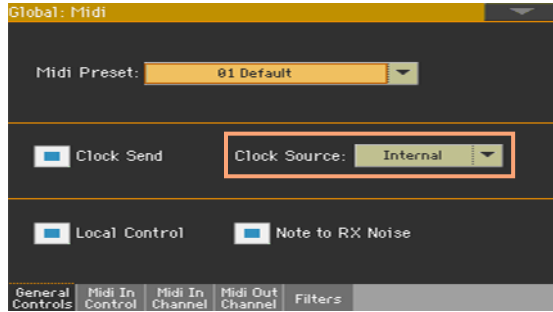 Global: Midi
Midi Preset: 01 Default
Clock Send Clock Source: Internal
Local Control Note to RX Noise
General Controls Midi In Control Midi In Channel Midi Out Channel Filters